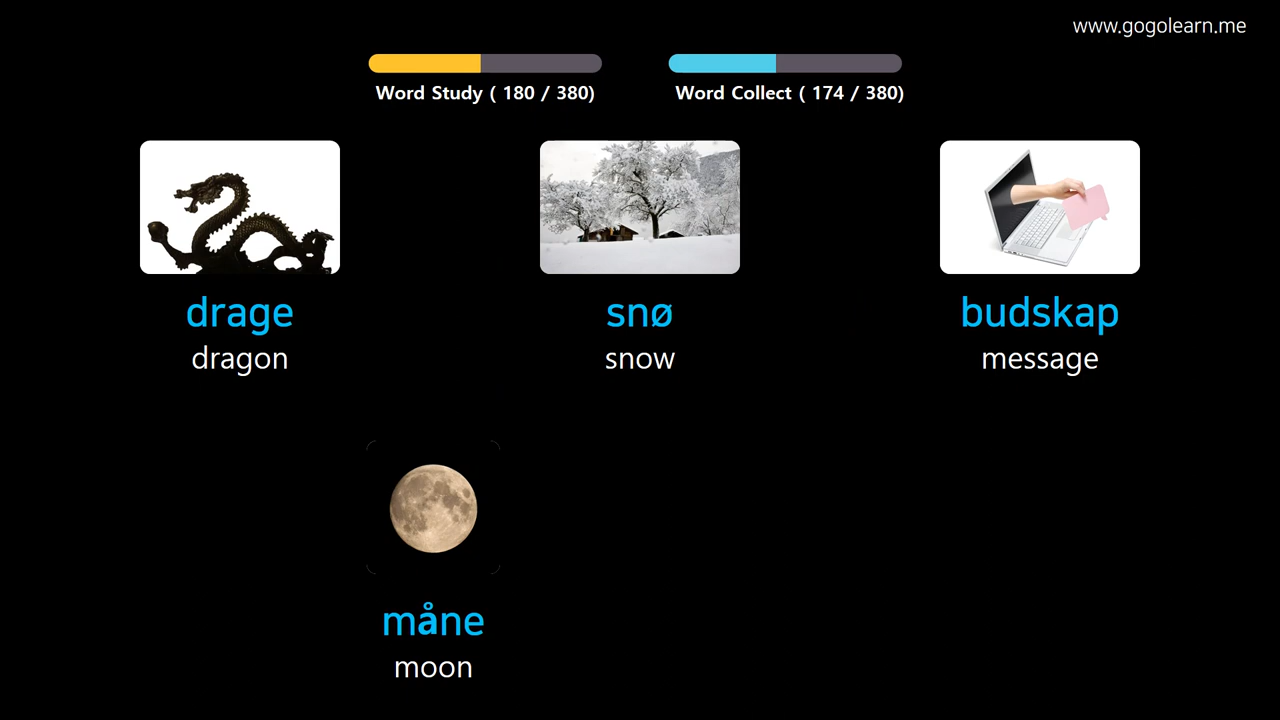 www.gogolearn.me
Word Study ( 180 / 380)
Word Collect ( 174 / 380)
drage
dragon
snø
snow
budskap
message
måne
moon